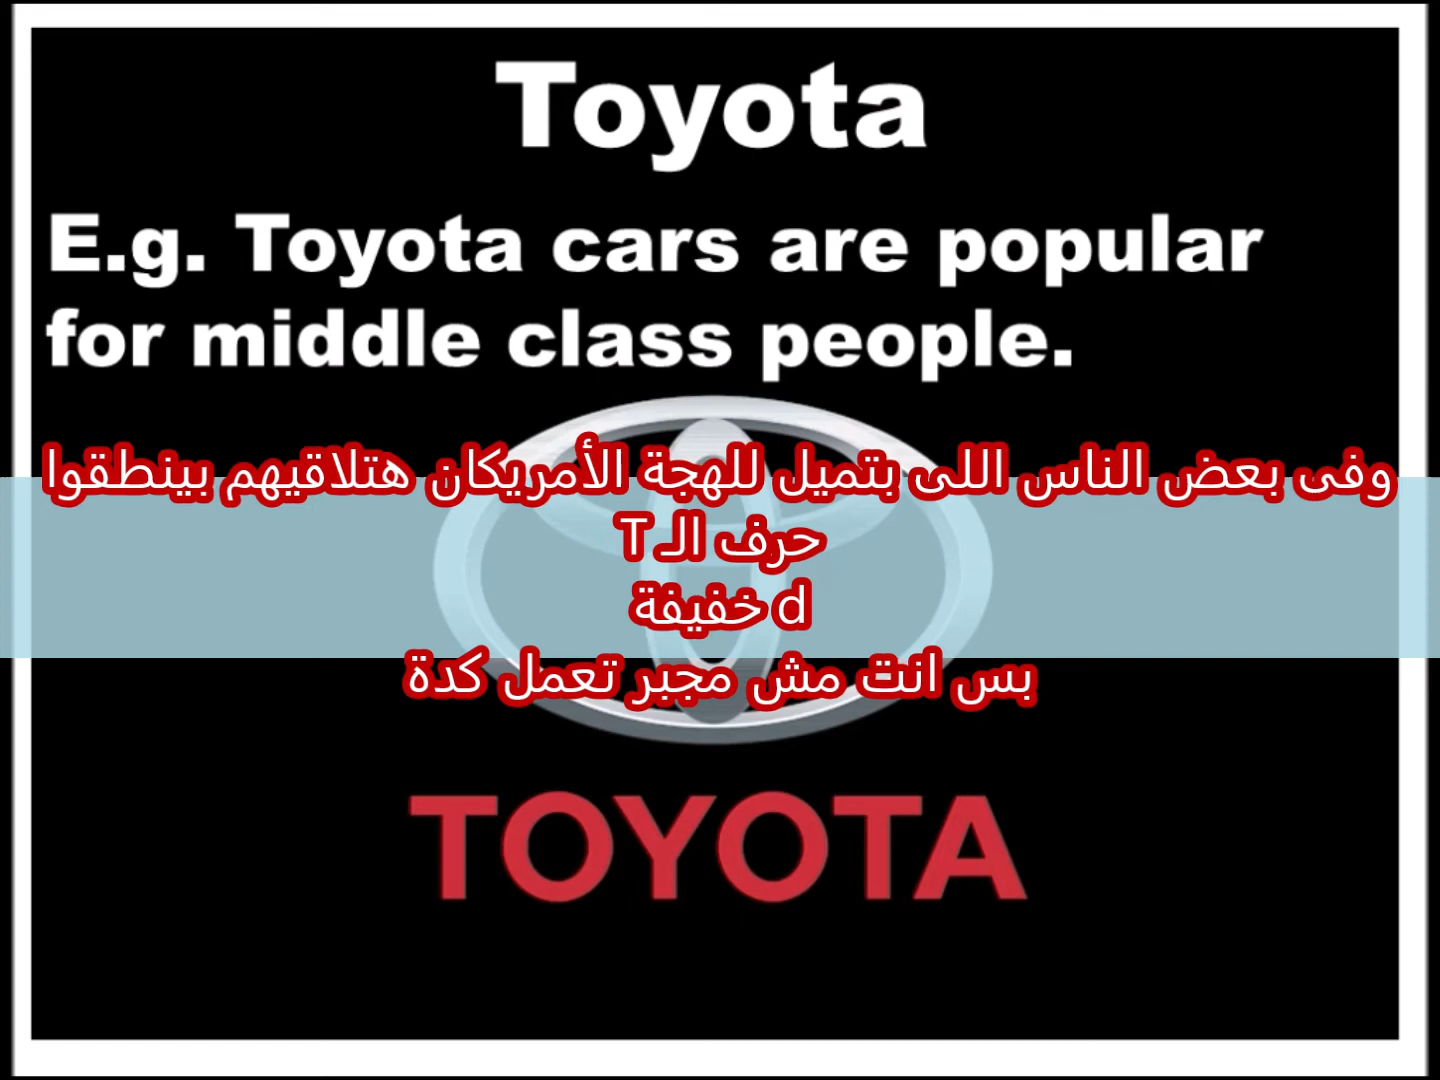 Toyota
E.g. Toyota cars are popular
for middle class people.
وفى بعض الناس اللى بتميل للهجة الأمريكان هتلاقيهم بينطقوا
حرف الـ T
d خفيفة
بس انت مش مجبر تعمل كدة
TOYOTA